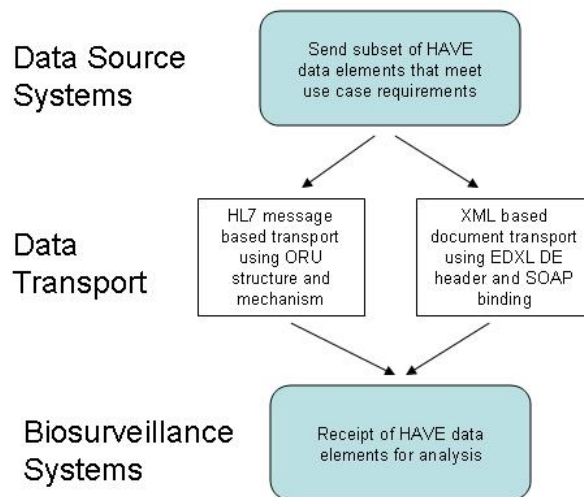 Data Source
Systems
Send subset of HAVE
data elements that meet
use case requirements
Data
Transport
HL7 message
based transport
using ORU
structure and
mechanism
XML based
document transport
using EDXL DE
header and SOAP
binding
Biosurveillance
Systems
Receipt of HAVE data
elements for analysis